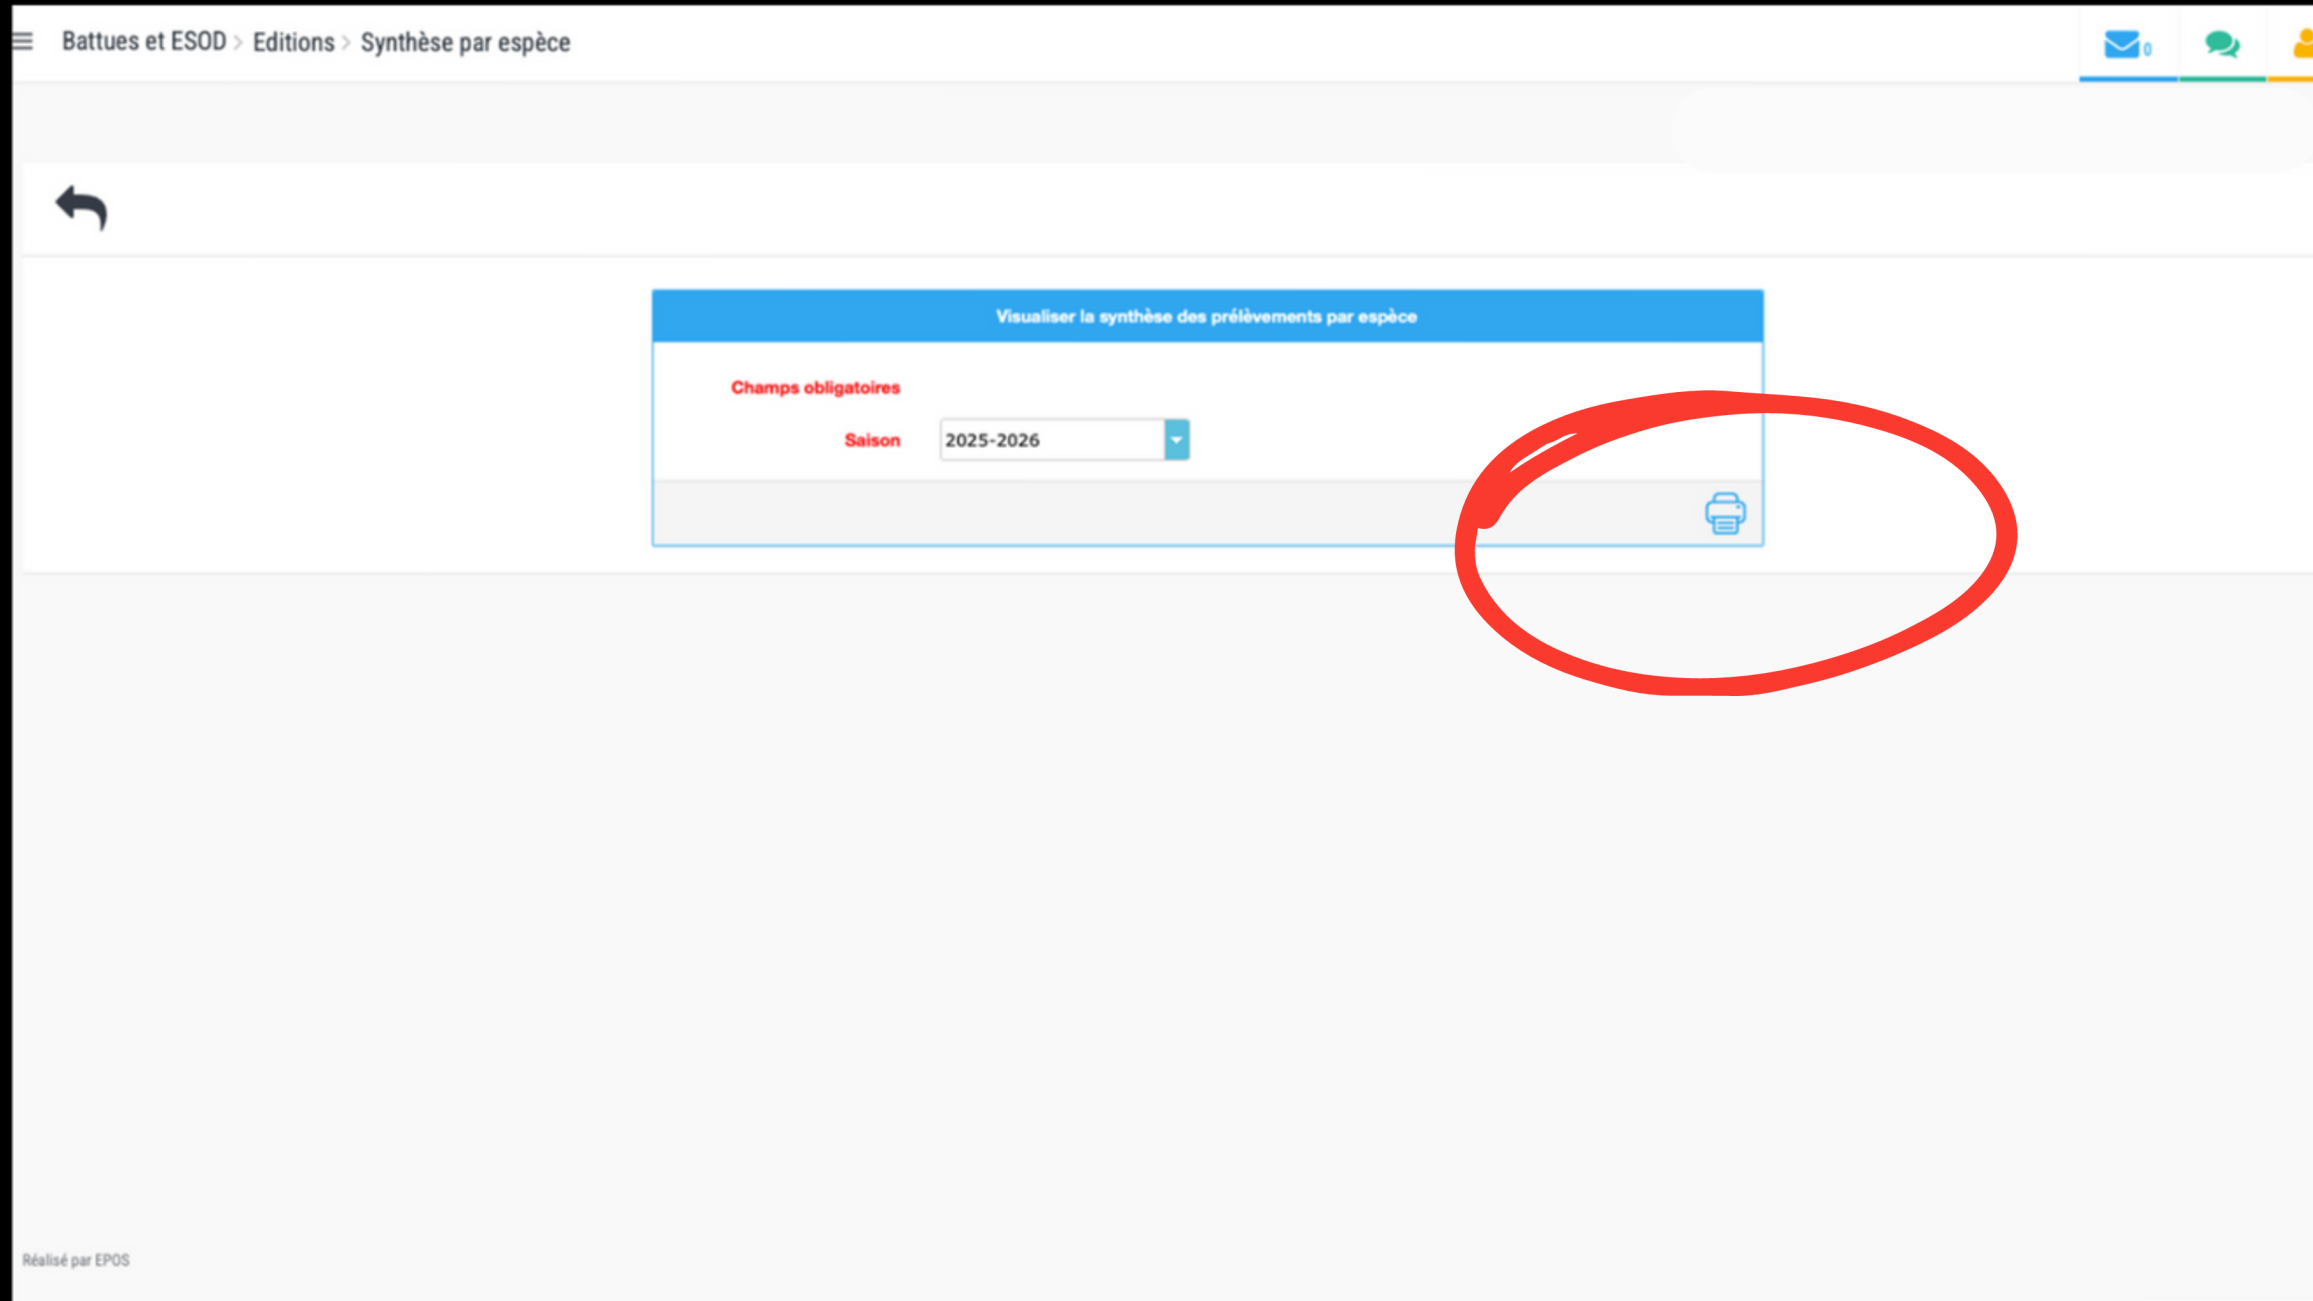 Battues et ESOD > Editions > Synthèse par espèce
0
Visualiser la synthèse des prélèvements par espèce
Champs obligatoires
Saison 2025-2026
Réalisé par EPOS